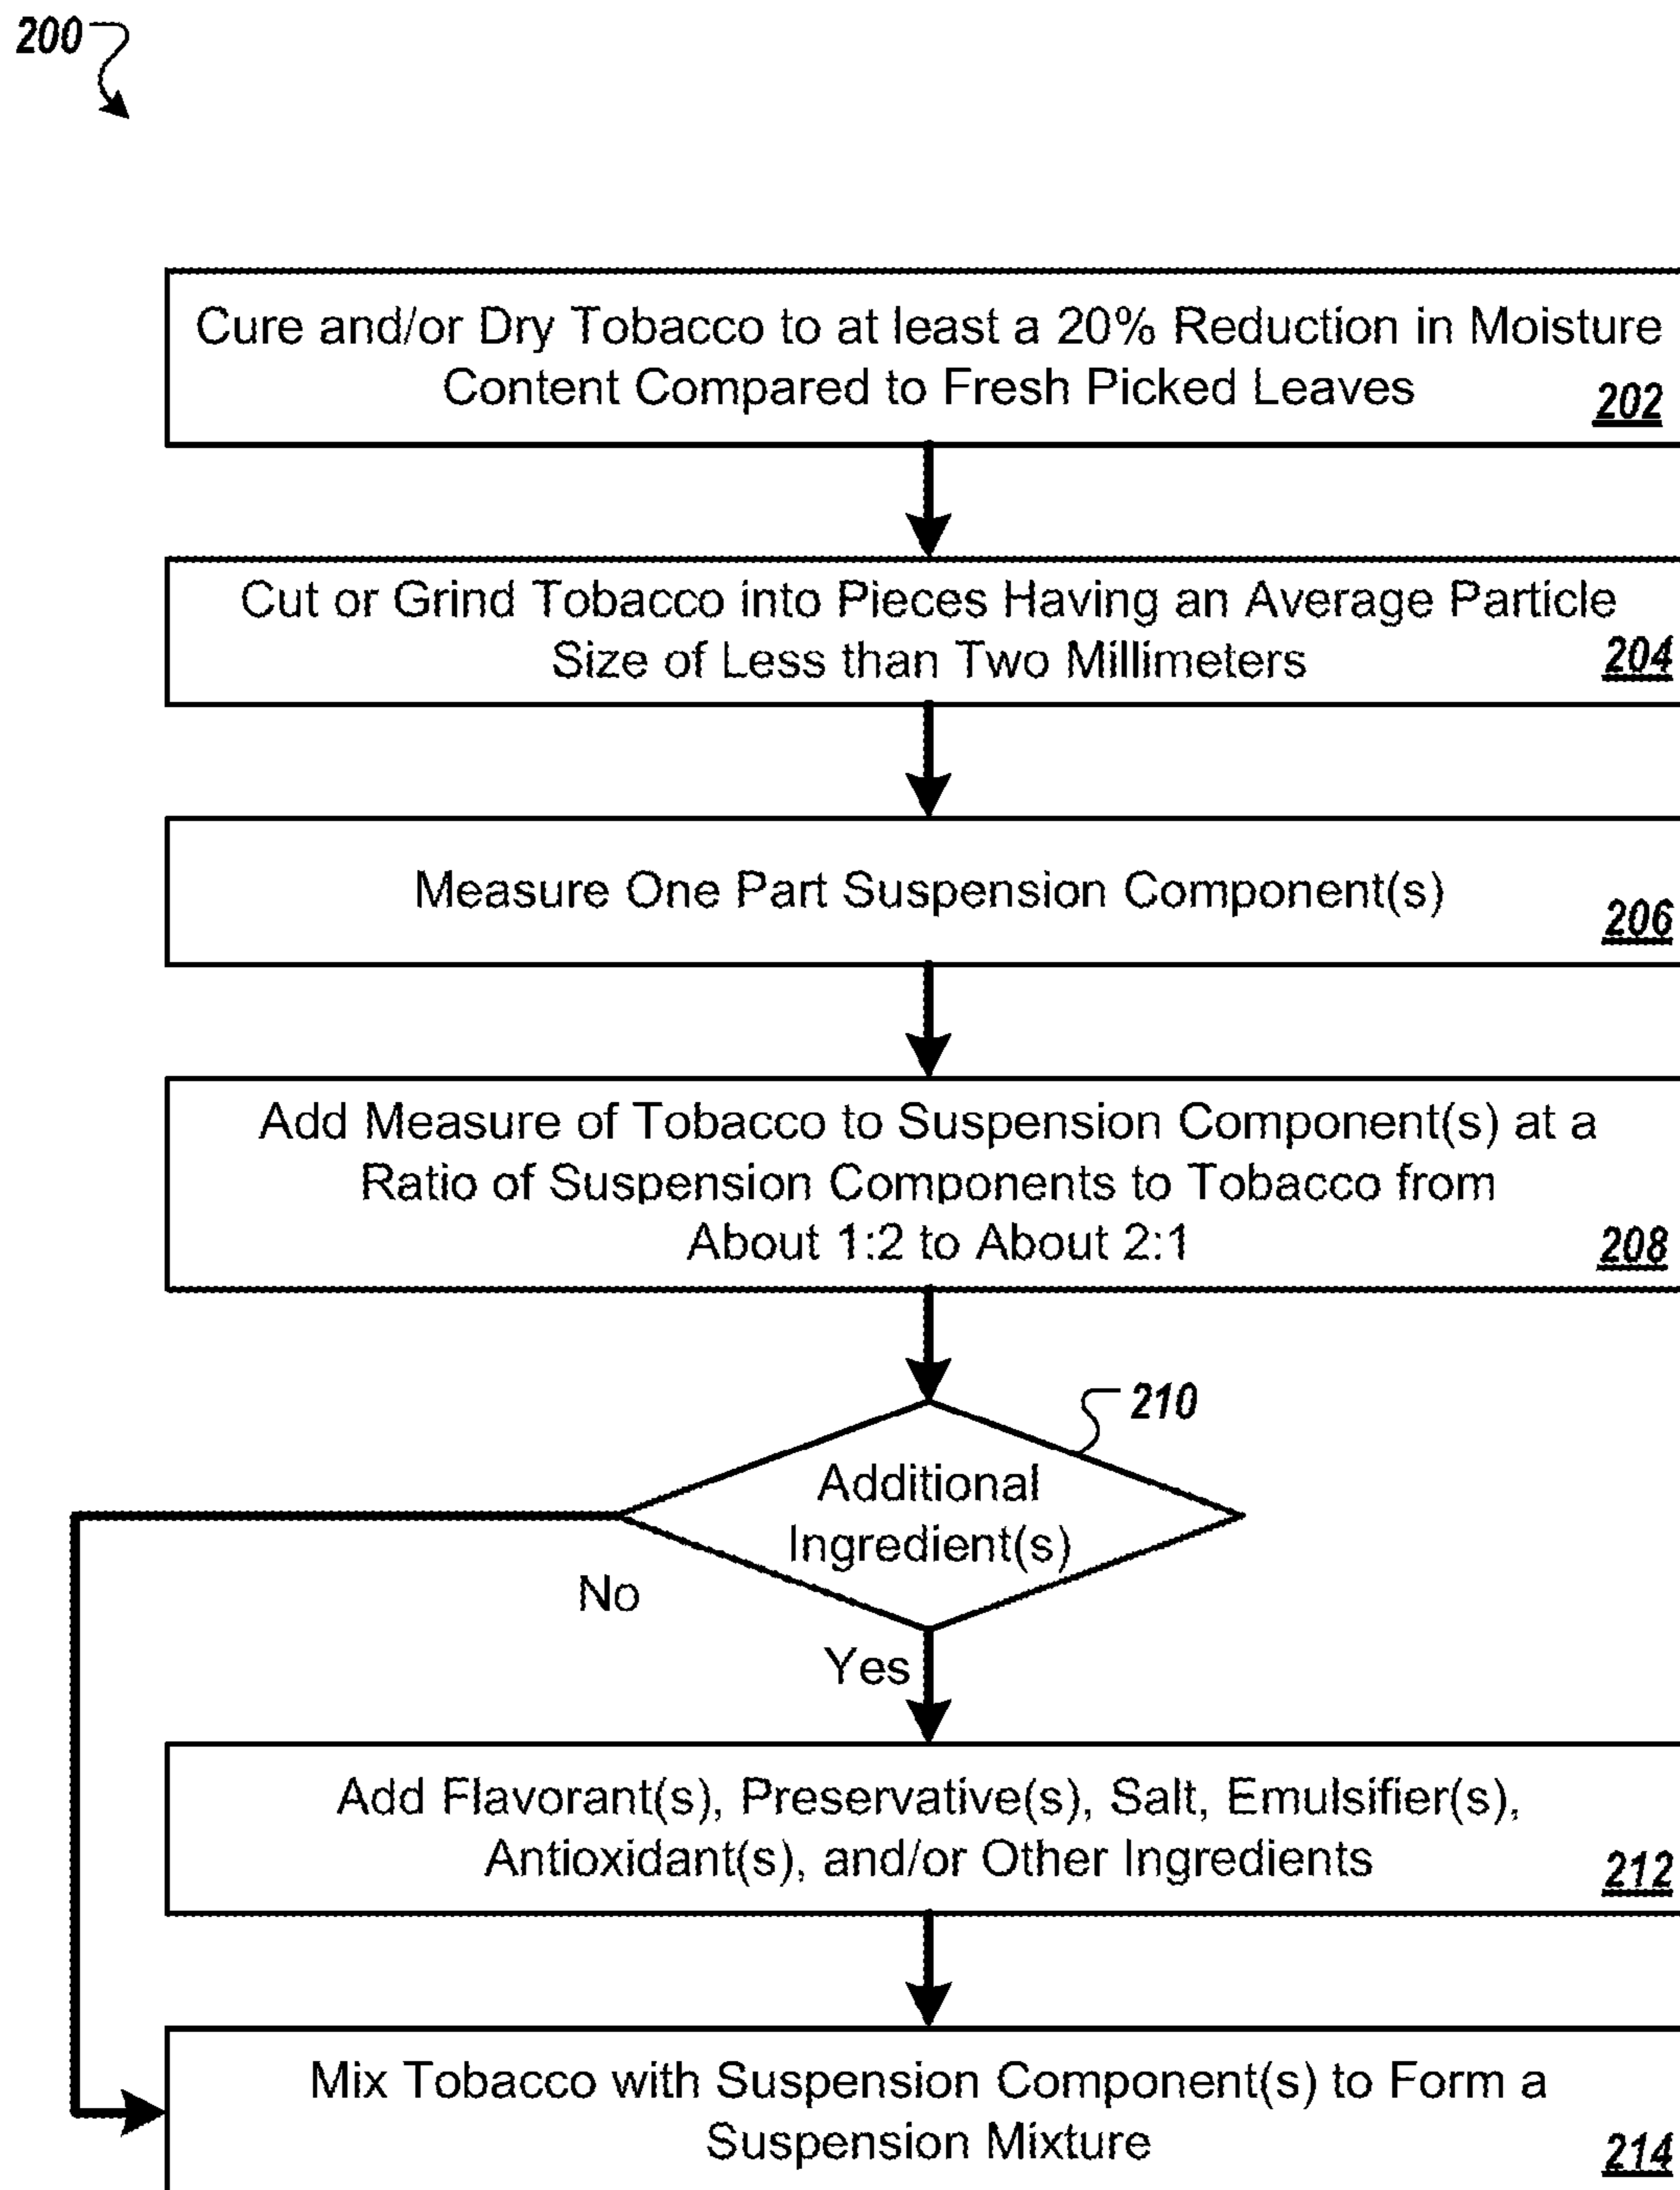 200
Cure and/or Dry Tobacco to at least a 20% Reduction in Moisture
Content Compared to Fresh Picked Leaves
202
Cut or Grind Tobacco into Pieces Having an Average Particle
Size of Less than Two Millimeters
204
Measure One Part Suspension Component(s)
206
Add Measure of Tobacco to Suspension Component(s) at a
Ratio of Suspension Components to Tobacco from
About 1:2 to About 2:1
208
210
Additional
Ingredient(s)
No
Yes
Add Flavorant(s), Preservative(s), Salt, Emulsifier(s),
Antioxidant(s), and/or Other Ingredients
212
Mix Tobacco with Suspension Component(s) to Form a
Suspension Mixture
214